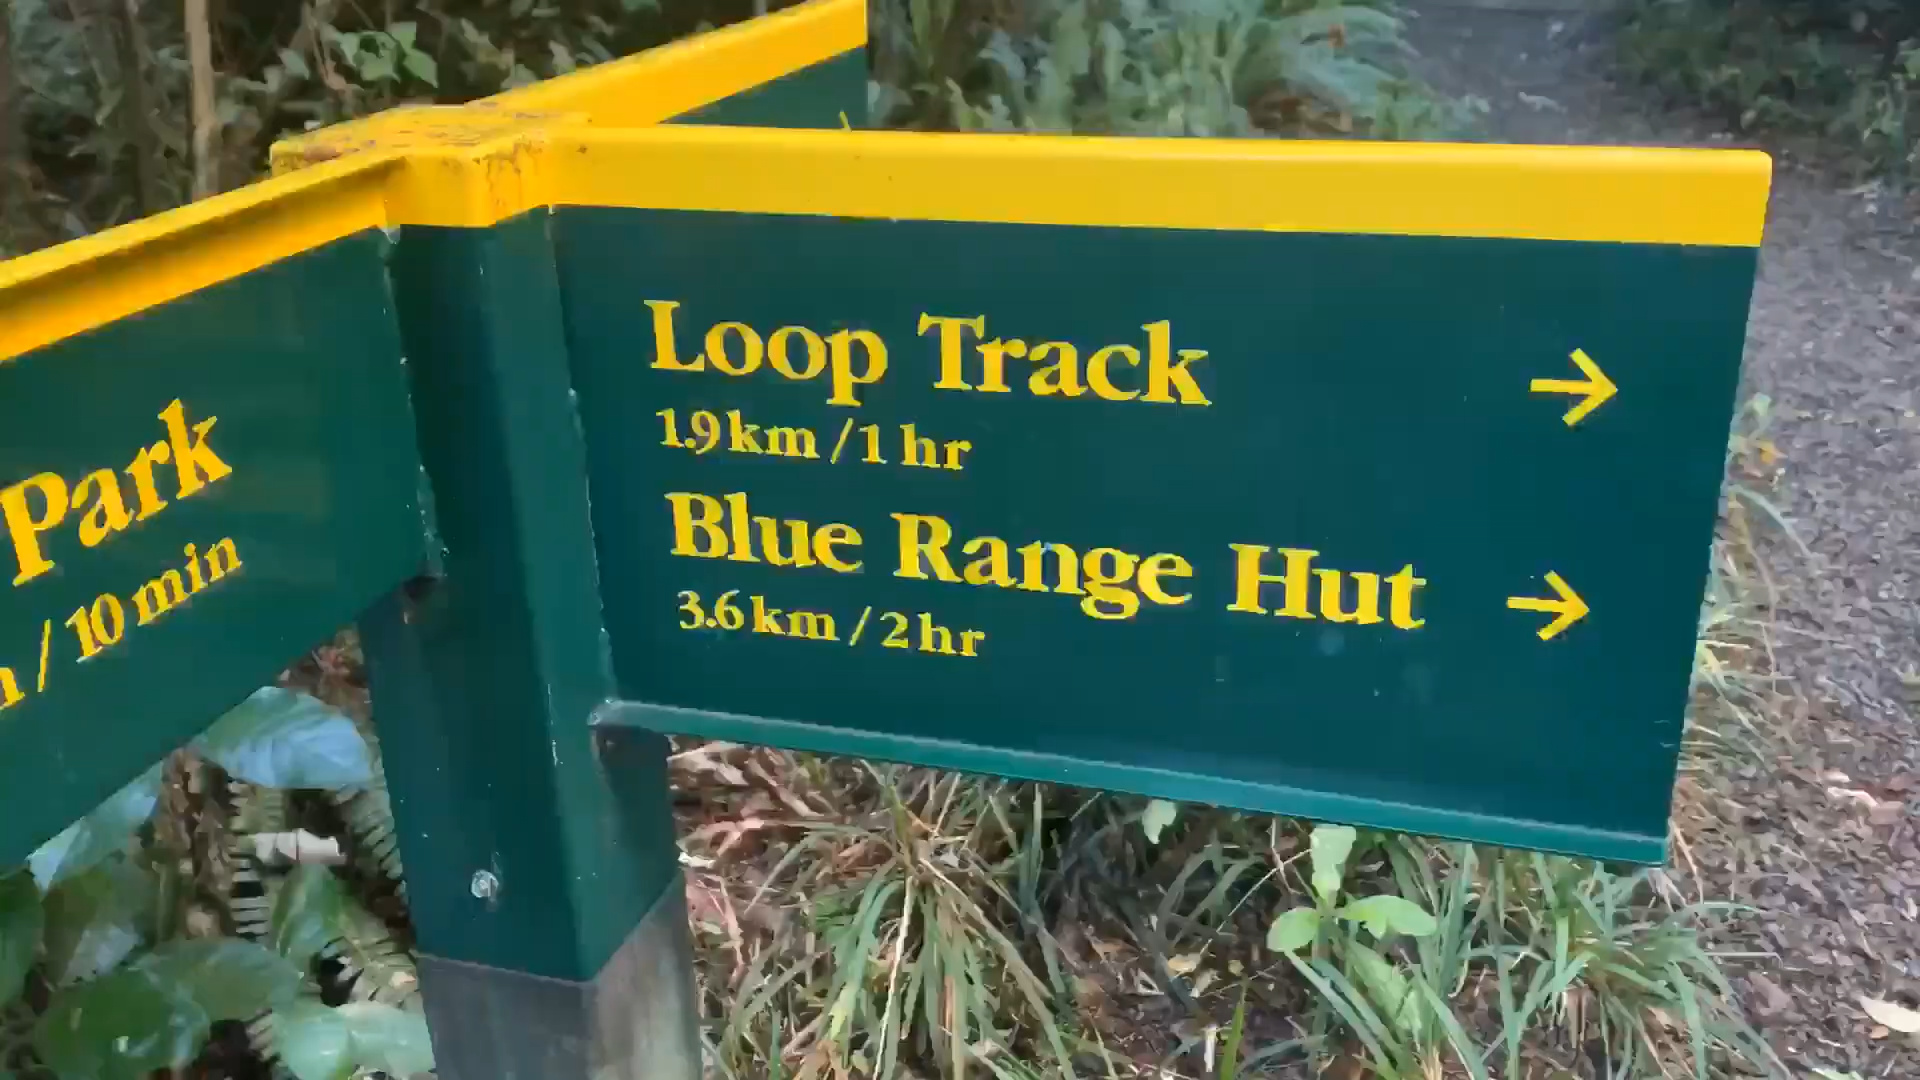 Park
/ 10 min
Loop Track →
1.9 km / 1 hr
Blue Range Hut →
3.6 km / 2 hr